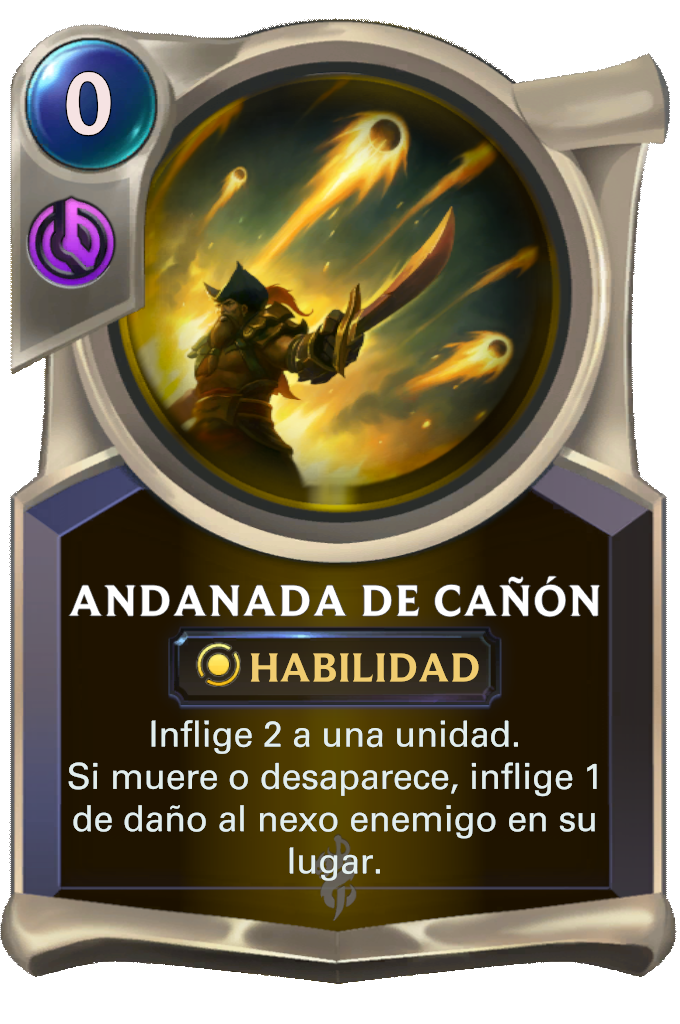 0
ANDANADA DE CAÑÓN
HABILIDAD
Inflige 2 a una unidad.
Si muere o desaparece, inflige 1
de daño al nexo enemigo en su
lugar.